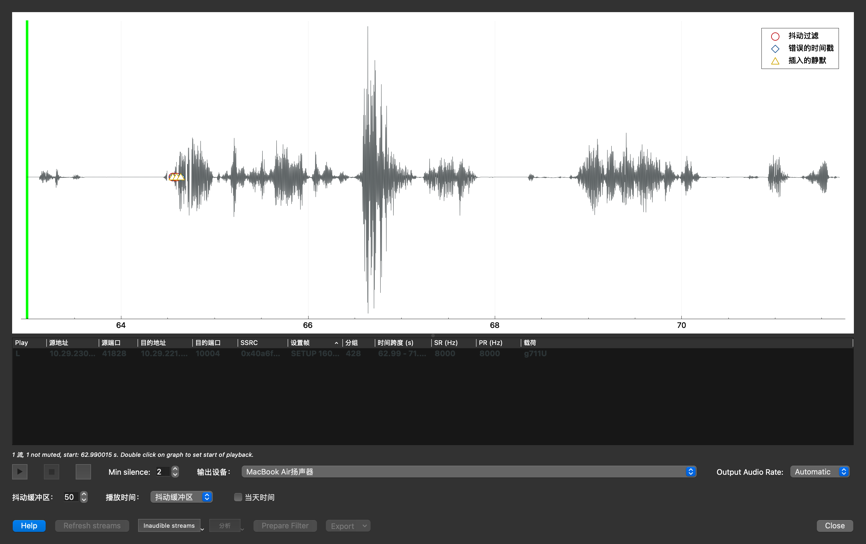 抖动过滤
错误的时间戳
插入的静默
64 66 68 70
Play 源地址 源端口 目的地址 目的端口 SSRC 设置帧 分组 时间跨度 (s) SR (Hz) PR (Hz) 载荷
L 10.29.230... 41828 10.29.221.... 10004 0x40a6f... SETUP 160... 428 62.99 - 71.... 8000 8000 g711U
1 流, 1 not muted, start: 62.990015 s. Double click on graph to set start of playback.
Min silence: 2 输出设备： MacBook Air扬声器 Output Audio Rate: Automatic
抖动缓冲区： 50 播放时间： 抖动缓冲区 当天时间
Help Refresh streams Inaudible streams 分析 Prepare Filter Export Close